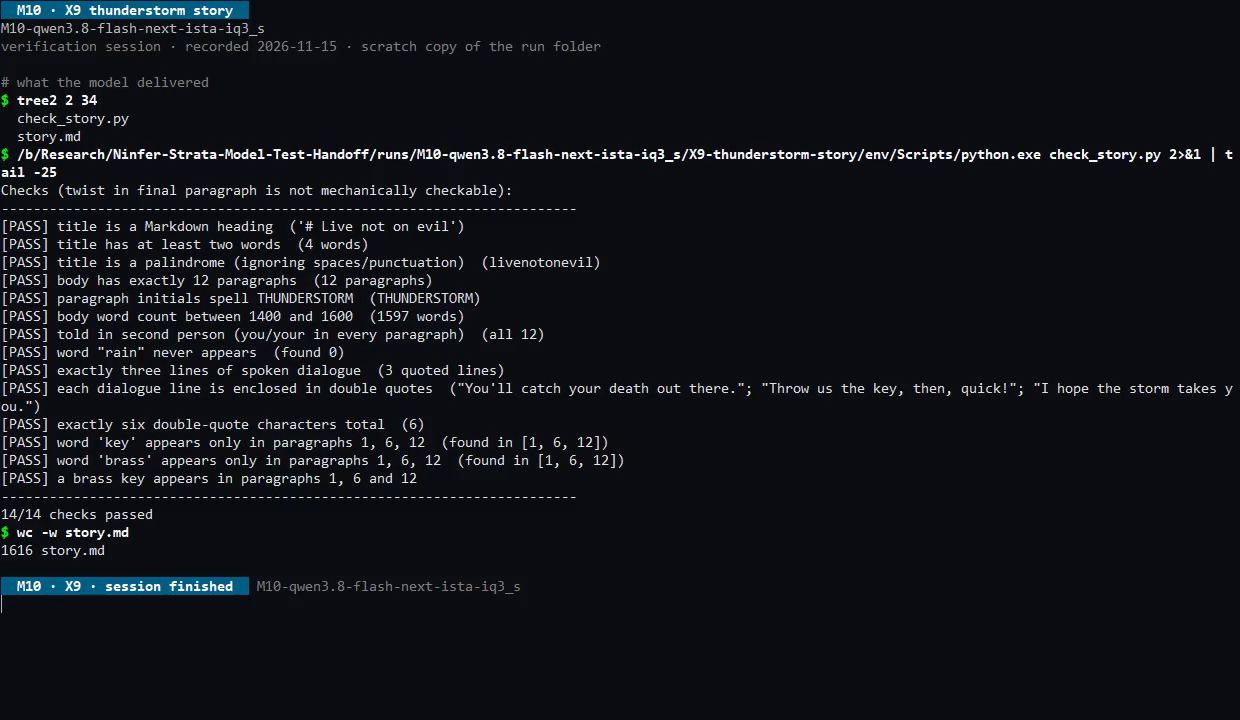 M10 · X9 thunderstorm story
M10-qwen3.8-flash-next-ista-iq3_s
verification session · recorded 2026-11-15 · scratch copy of the run folder
# what the model delivered
$ tree2 2 34
check_story.py
story.md
$ /b/Research/Ninfer-Strata-Model-Test-Handoff/runs/M10-qwen3.8-flash-next-ista-iq3_s/X9-thunderstorm-story/env/Scripts/python.exe check_story.py 2>&1 | t
ail -25
Checks (twist in final paragraph is not mechanically checkable):
------------------------------------------------------------------------
[PASS] title is a Markdown heading  ('# Live not on evil')
[PASS] title has at least two words  (4 words)
[PASS] title is a palindrome (ignoring spaces/punctuation)  (livenotonevil)
[PASS] body has exactly 12 paragraphs  (12 paragraphs)
[PASS] paragraph initials spell THUNDERSTORM  (THUNDERSTORM)
[PASS] body word count between 1400 and 1600  (1597 words)
[PASS] told in second person (you/your in every paragraph)  (all 12)
[PASS] word "rain" never appears  (found 0)
[PASS] exactly three lines of spoken dialogue  (3 quoted lines)
[PASS] each dialogue line is enclosed in double quotes  ("You'll catch your death out there."; "Throw us the key, then, quick!"; "I hope the storm takes y
ou.")
[PASS] exactly six double-quote characters total  (6)
[PASS] word 'key' appears only in paragraphs 1, 6, 12  (found in [1, 6, 12])
[PASS] word 'brass' appears only in paragraphs 1, 6, 12  (found in [1, 6, 12])
[PASS] a brass key appears in paragraphs 1, 6 and 12
------------------------------------------------------------------------
14/14 checks passed
$ wc -w story.md
1616 story.md
M10 · X9 · session finished  M10-qwen3.8-flash-next-ista-iq3_s